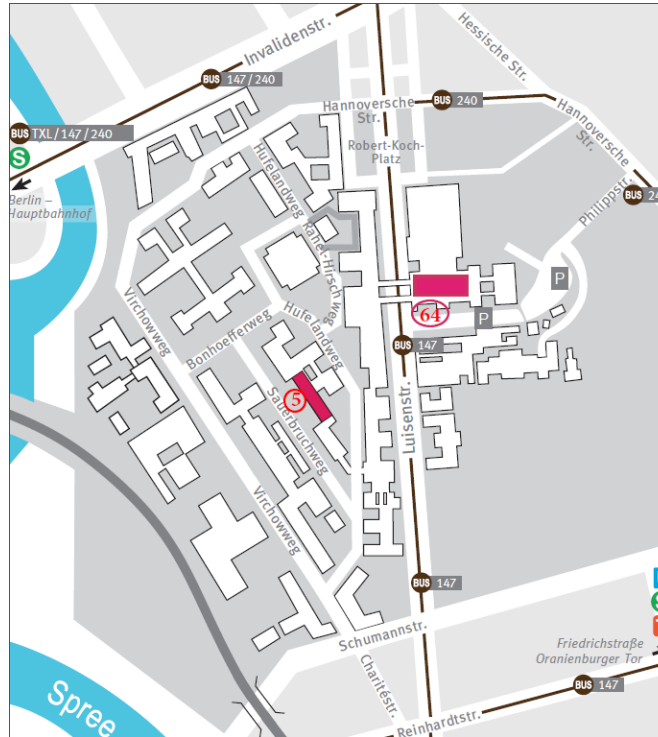 Invalidenstr.
Hessische Str.
BUS 147 / 240
Hannoversche
Str.
BUS 240
Hannoversche
Str.
BUS TXL / 147 / 240
S
Robert-Koch-
Platz
Hufelandweg
Philippstr.
BUS 24
Berlin –
Hauptbahnhof
Rahel-Hirsch weg
P
Virchowweg
Bonhoefferweg
Hufelandweg
64
P
BUS 147
5
Sauerbruchweg
Luisenstr.
Virchowweg
BUS 147
Schumannstr.
Friedrichstraße
Oranienburger Tor
Charitéstr.
BUS 147
Spree
Reinhardtstr.